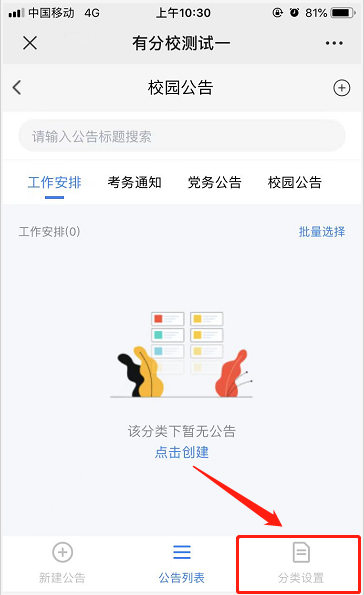 中国移动 4G 上午10:30 81%
有分校测试一
校园公告
请输入公告标题搜索
工作安排 考务通知 党务公告 校园公告
工作安排(0) 批量选择
该分类下暂无公告
点击创建
新建公告 公告列表 分类设置